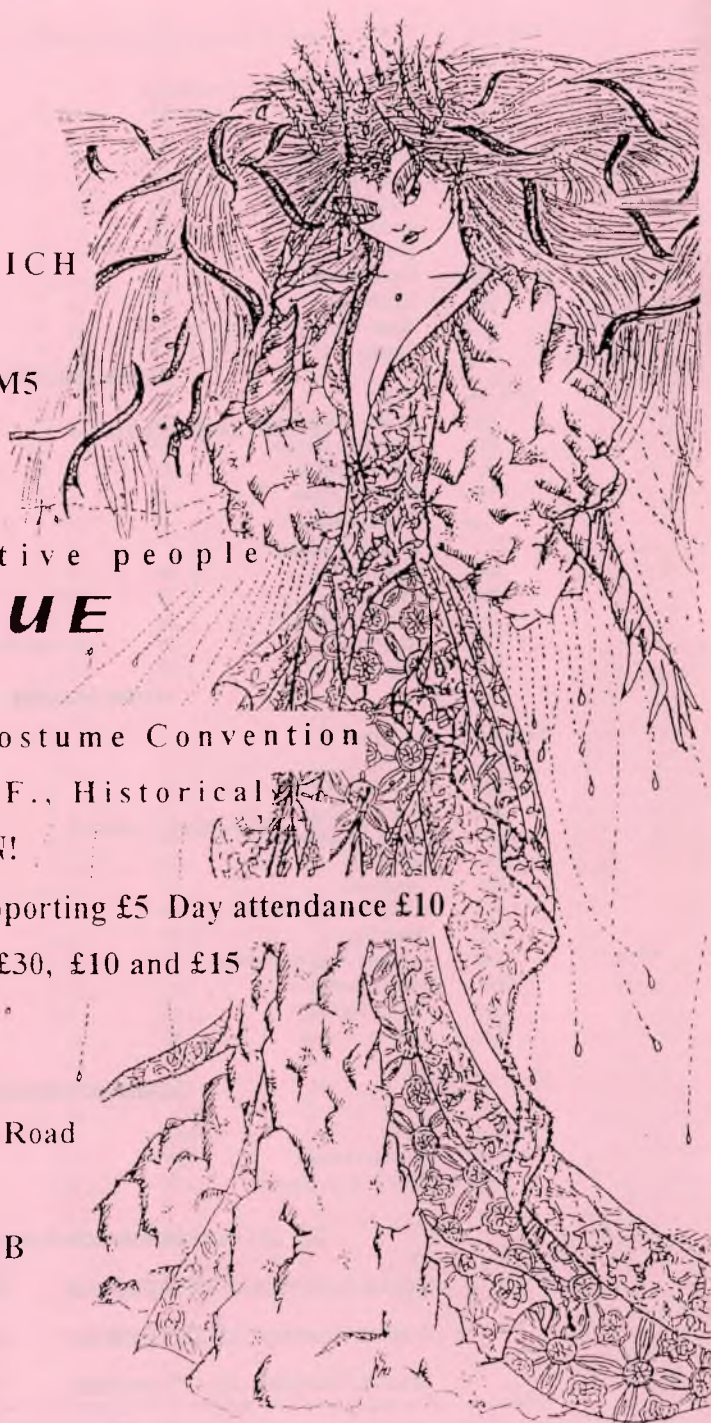 ICH
M5
tive people
UE
ostume Convention
F., Historical
N!
pporting £5 Day attendance £10
£30, £10 and £15
Road
B